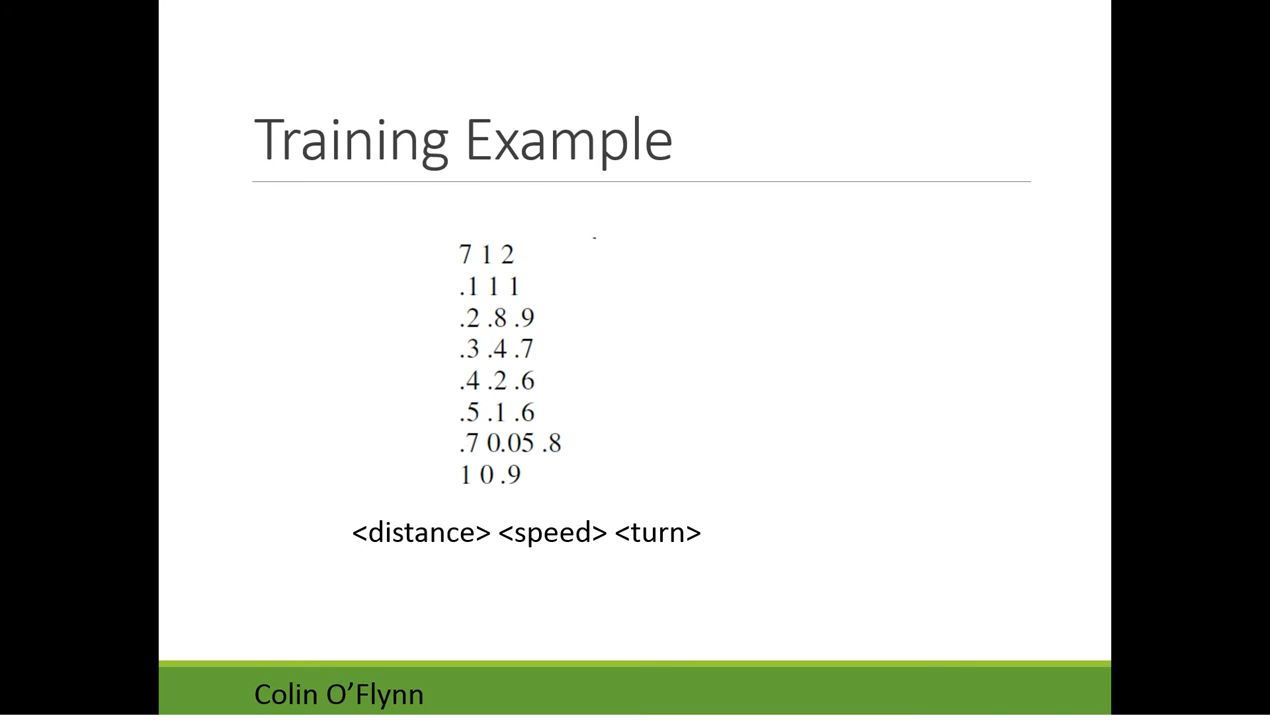 Training Example
7 1 2
.1 1 1
.2 .8 .9
.3 .4 .7
.4 .2 .6
.5 .1 .6
.7 0.05 .8
1 0 .9
<distance> <speed> <turn>
Colin O’Flynn